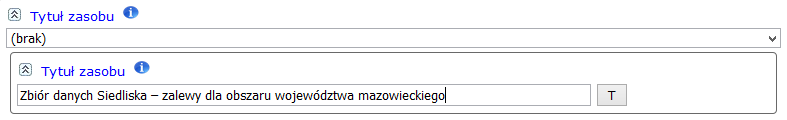 Tytuł zasobu
(brak)
Tytuł zasobu
Zbiór danych Siedliska – zalewy dla obszaru województwa mazowieckiego T